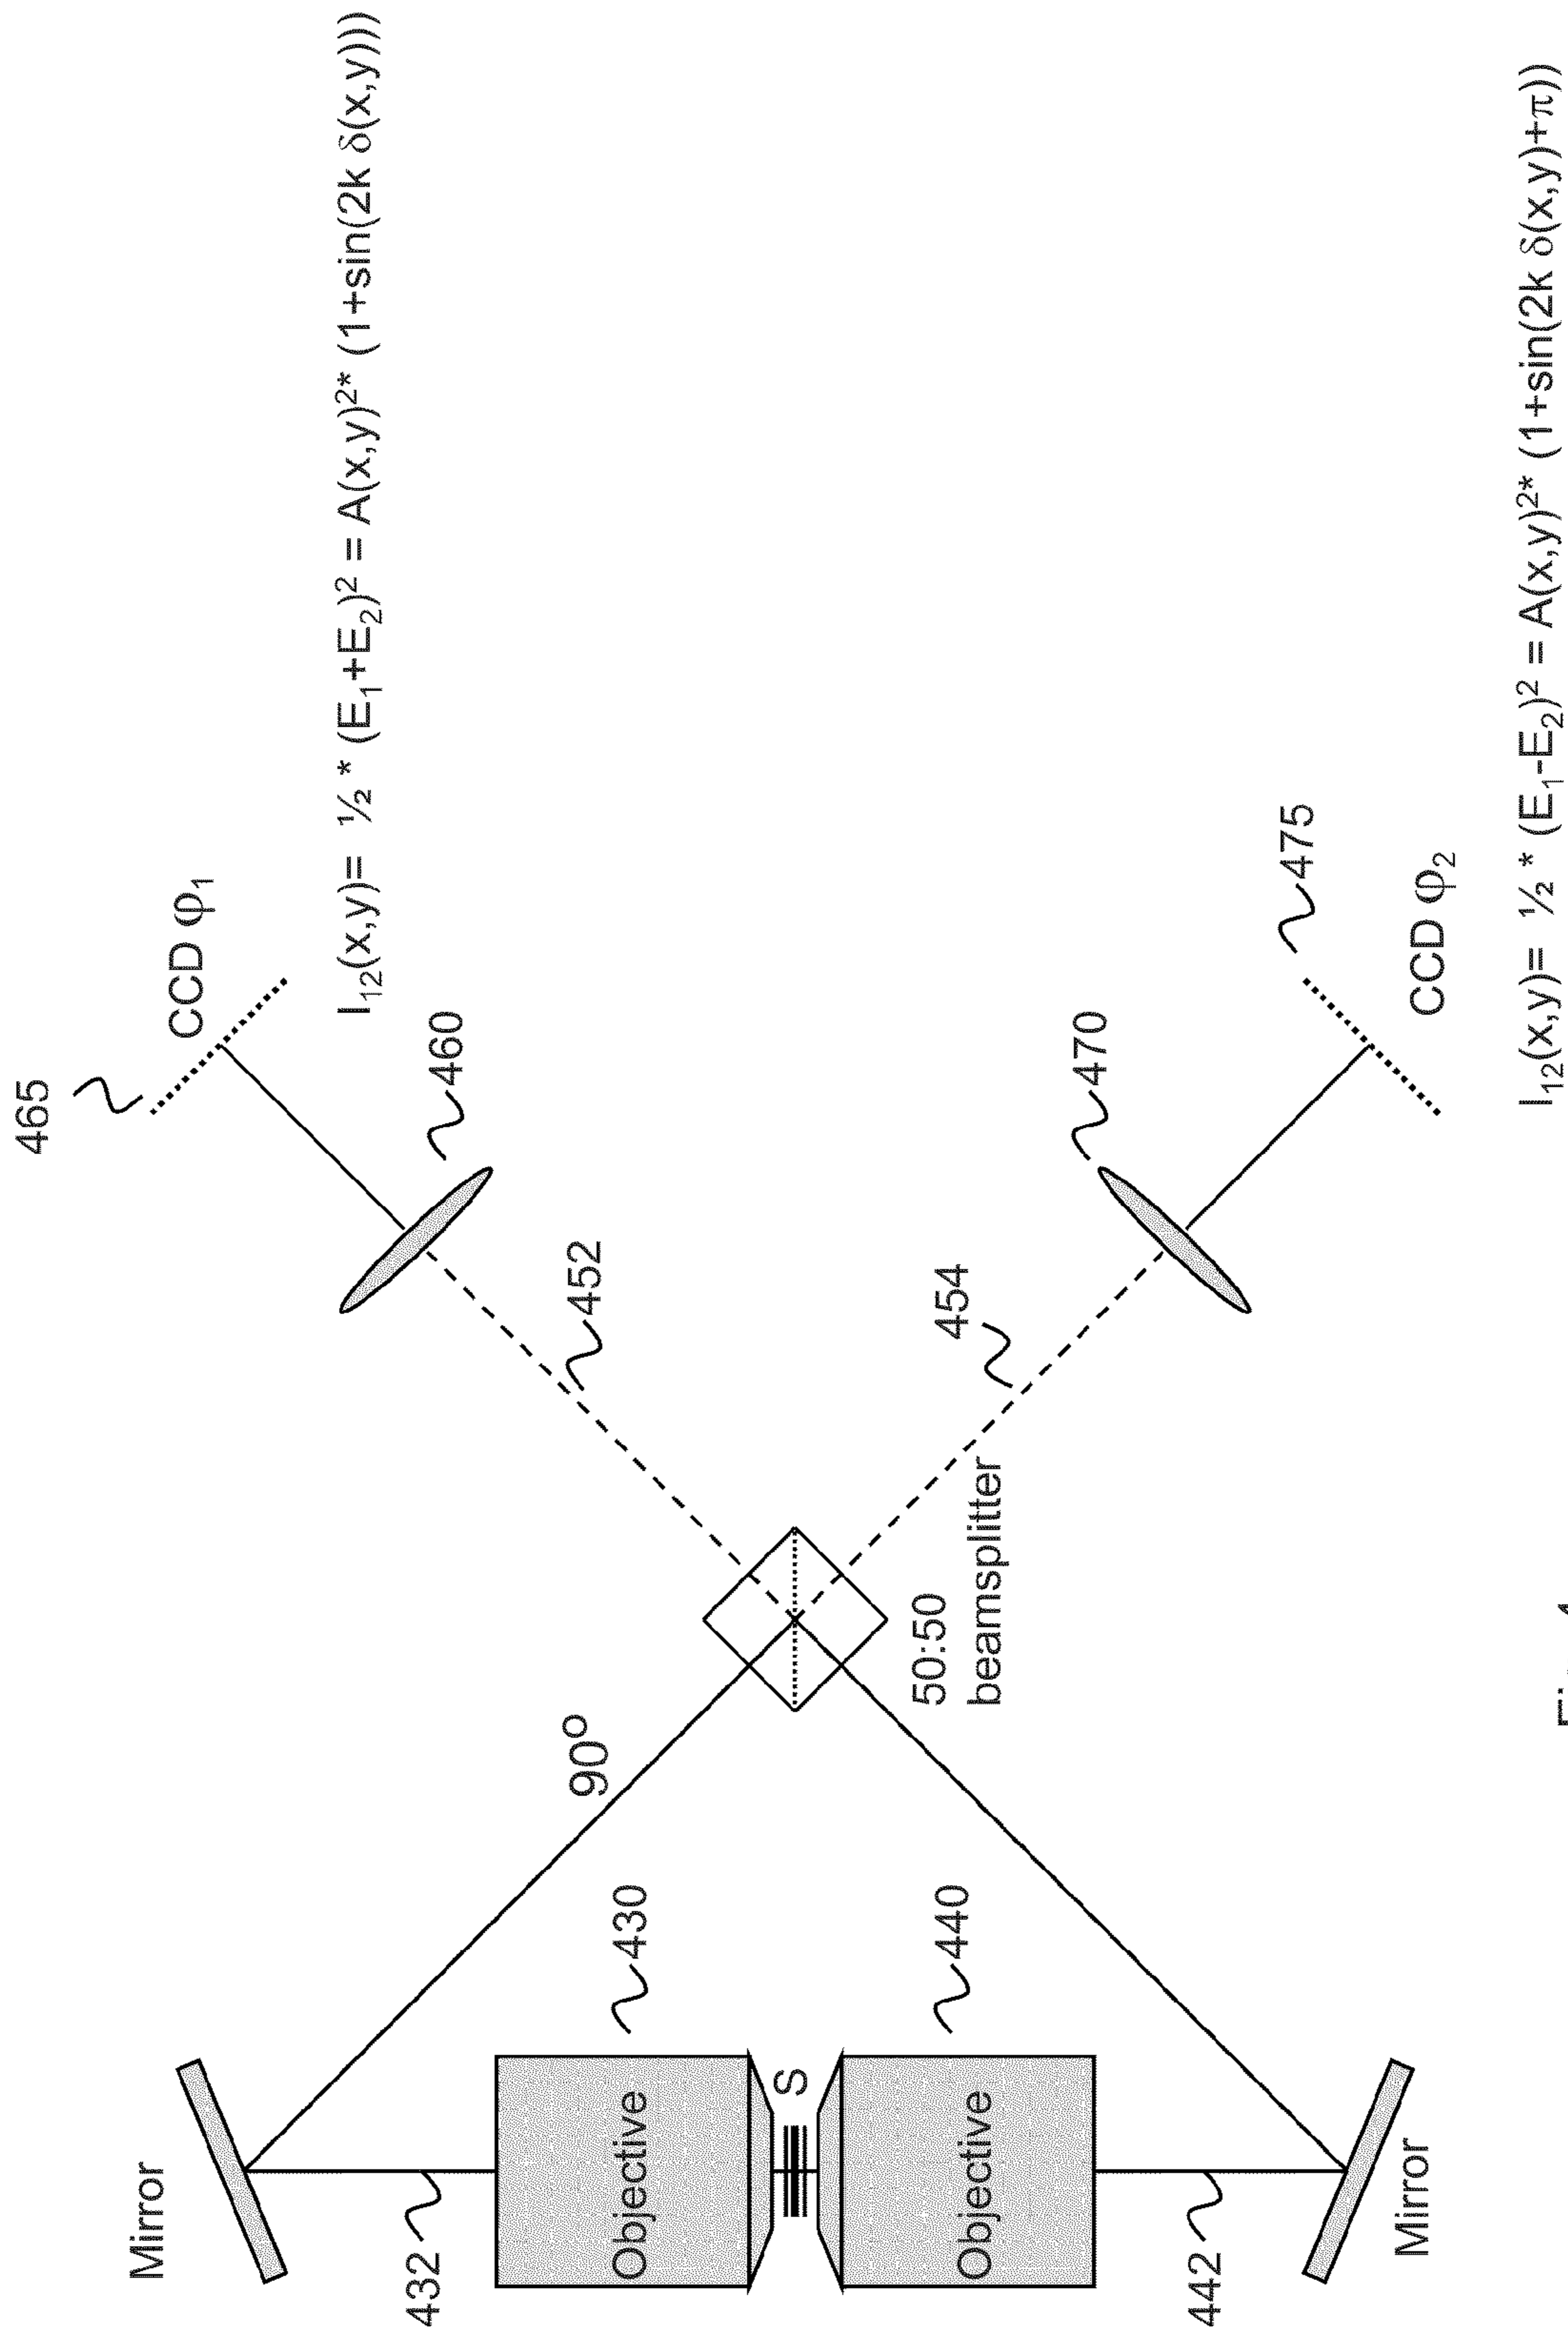 465
CCD φ₁
I₁₂(x,y)= ½ * (E₁+E₂)² = A(x,y)²* (1+sin(2k δ(x,y)))
460
452
Mirror
432
90°
430
Objective
S
50:50
beamsplitter
440
Objective
442
Mirror
454
470
475
CCD φ₂
I₁₂(x,y)= ½ * (E₁-E₂)² = A(x,y)²* (1+sin(2k δ(x,y)+π))